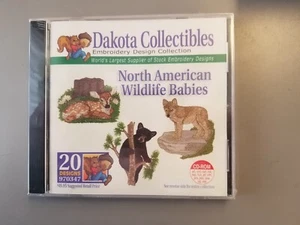 Dakota Collectibles
Embroidery Design Collection
World's Largest Supplier of Stock Embroidery Designs
North American
Wildlife Babies
20
DESIGNS
970347
CD-ROM